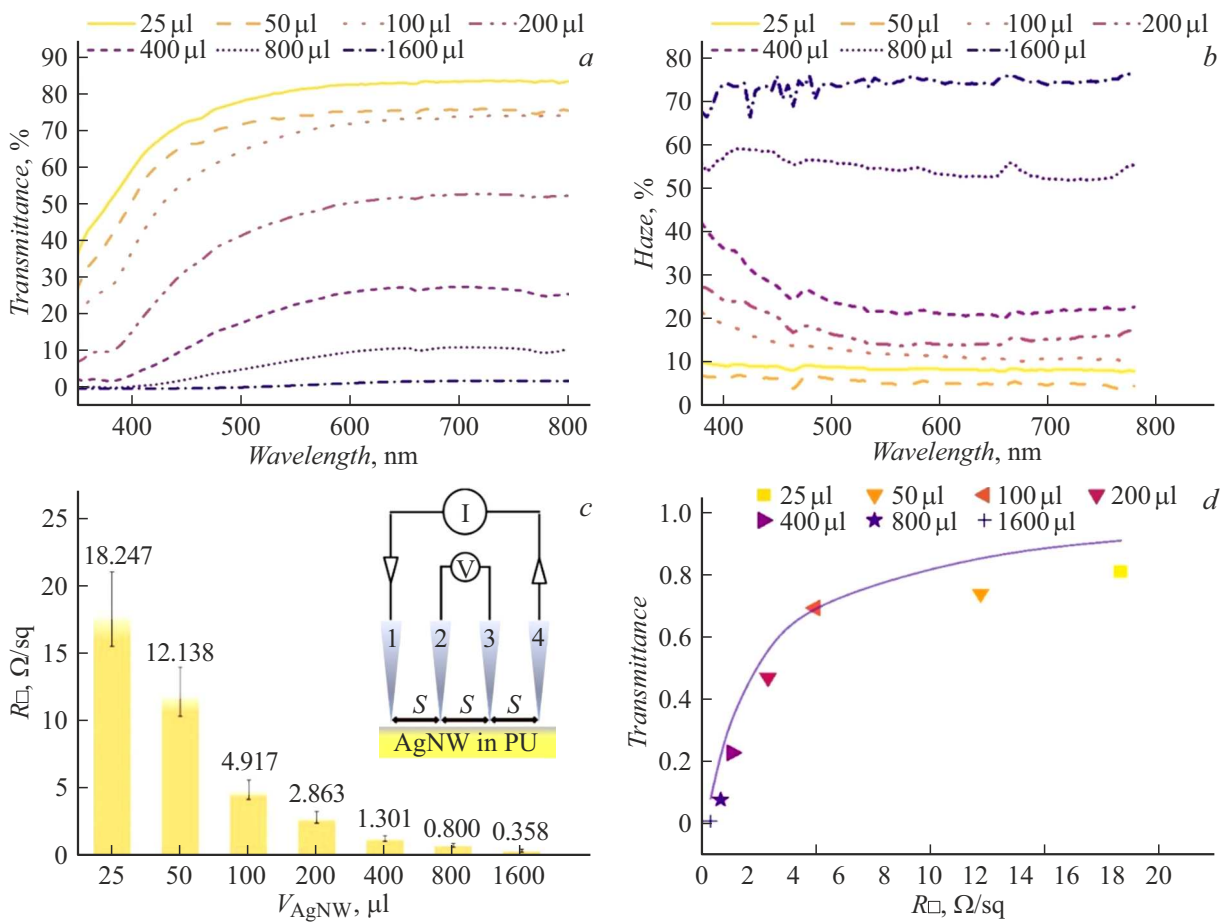 25 µl 50 µl 100 µl 200 µl
400 µl 800 µl 1600 µl
a
90
80
70
60
50
40
30
20
10
0
Transmittance, %
400 500 600 700 800
Wavelength, nm
25 µl 50 µl 100 µl 200 µl
400 µl 800 µl 1600 µl
b
80
70
60
50
40
30
20
10
0
Haze, %
400 500 600 700 800
Wavelength, nm
c
25
20
15
10
5
0
R□, Ω/sq
18.247
12.138
4.917
2.863
1.301
0.800
0.358
I
V
1 2 3 4
S S S
AgNW in PU
25 50 100 200 400 800 1600
VAgNW, µl
25 µl 50 µl 100 µl 200 µl
400 µl 800 µl 1600 µl
d
1.0
0.8
0.6
0.4
0.2
0
Transmittance
0 2 4 6 8 10 12 14 16 18 20
R□, Ω/sq